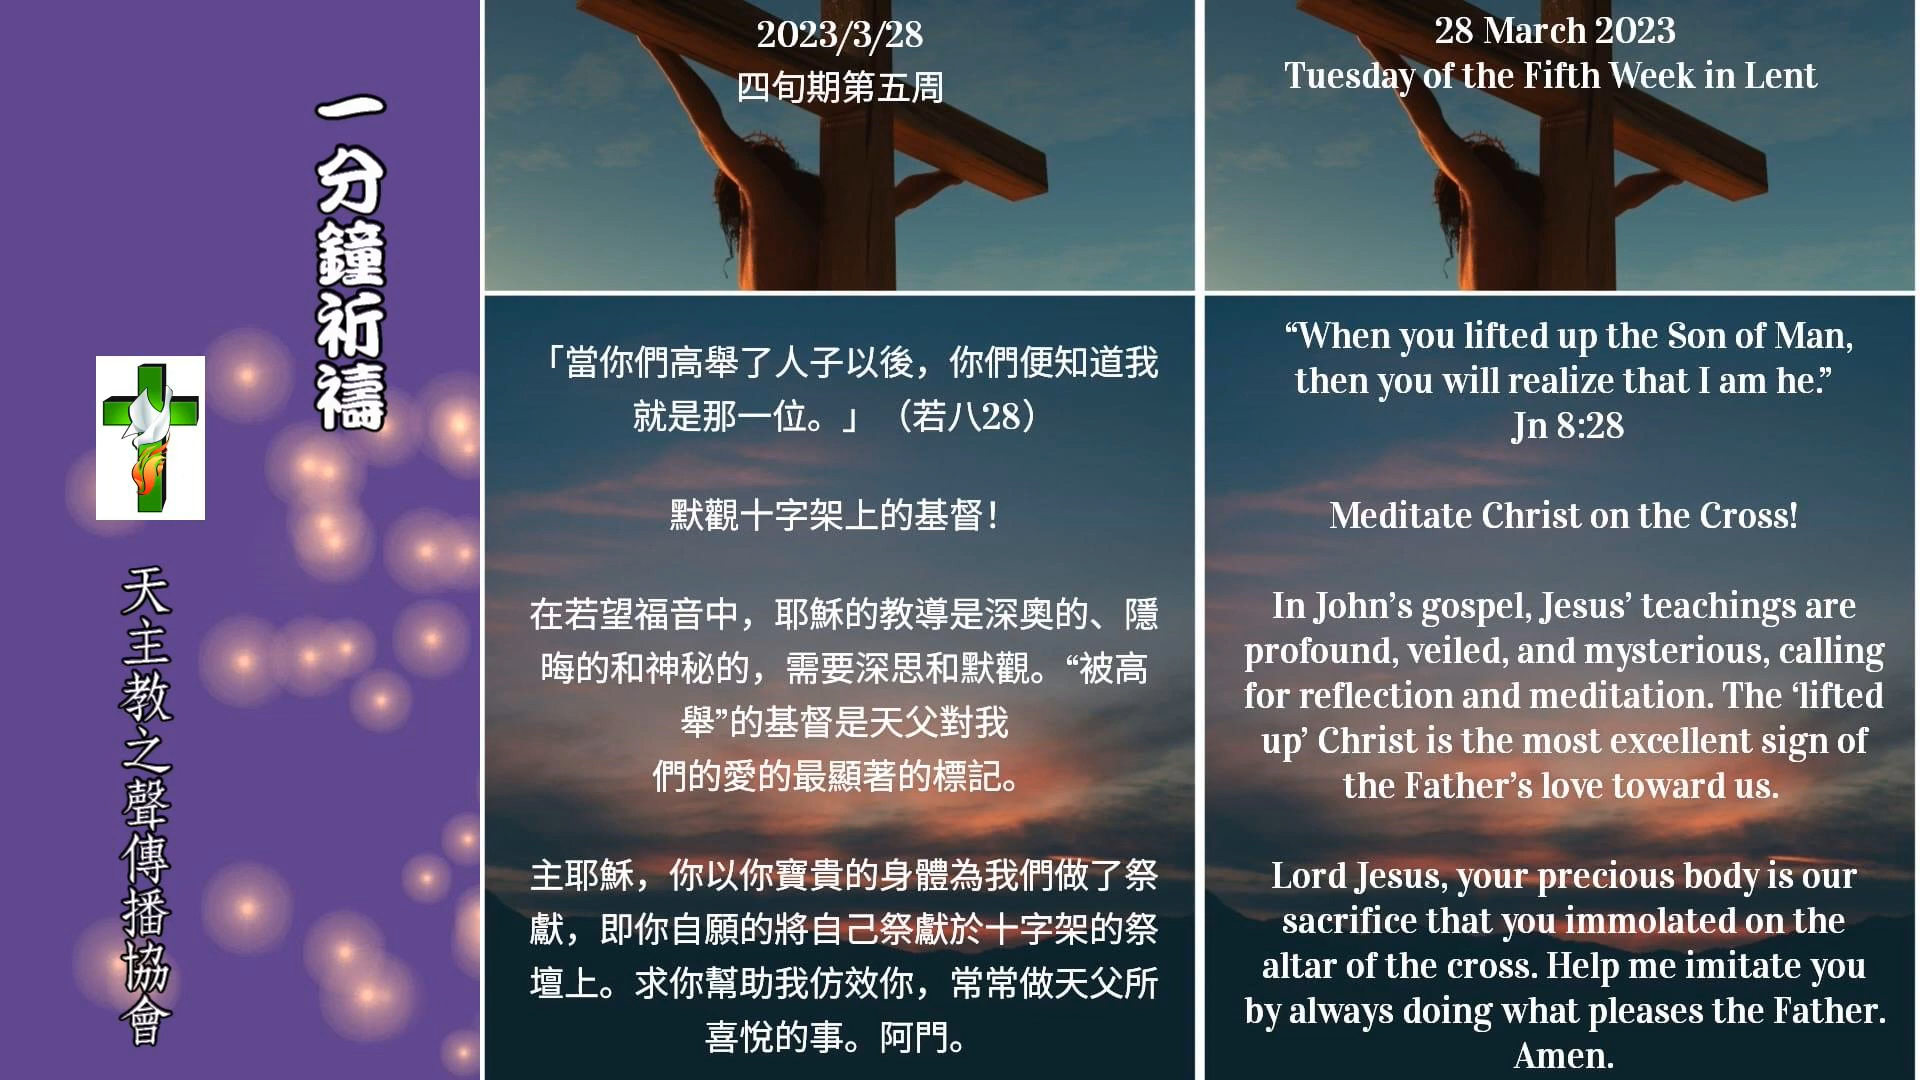 一分鐘祈禱
天主教之聲傳播協會
2023/3/28
四旬期第五周
「當你們高舉了人子以後，你們便知道我
就是那一位。」（若八28）
默觀十字架上的基督！
在若望福音中，耶穌的教導是深奧的、隱
晦的和神秘的，需要深思和默觀。“被高
舉”的基督是天父對我
們的愛的最顯著的標記。
主耶穌，你以你寶貴的身體為我們做了祭
獻，即你自願的將自己祭獻於十字架的祭
壇上。求你幫助我仿效你，常常做天父所
喜悅的事。阿門。
28 March 2023
Tuesday of the Fifth Week in Lent
“When you lifted up the Son of Man,
then you will realize that I am he.”
Jn 8:28
Meditate Christ on the Cross!
In John’s gospel, Jesus’ teachings are
profound, veiled, and mysterious, calling
for reflection and meditation. The ‘lifted
up’ Christ is the most excellent sign of
the Father’s love toward us.
Lord Jesus, your precious body is our
sacrifice that you immolated on the
altar of the cross. Help me imitate you
by always doing what pleases the Father.
Amen.